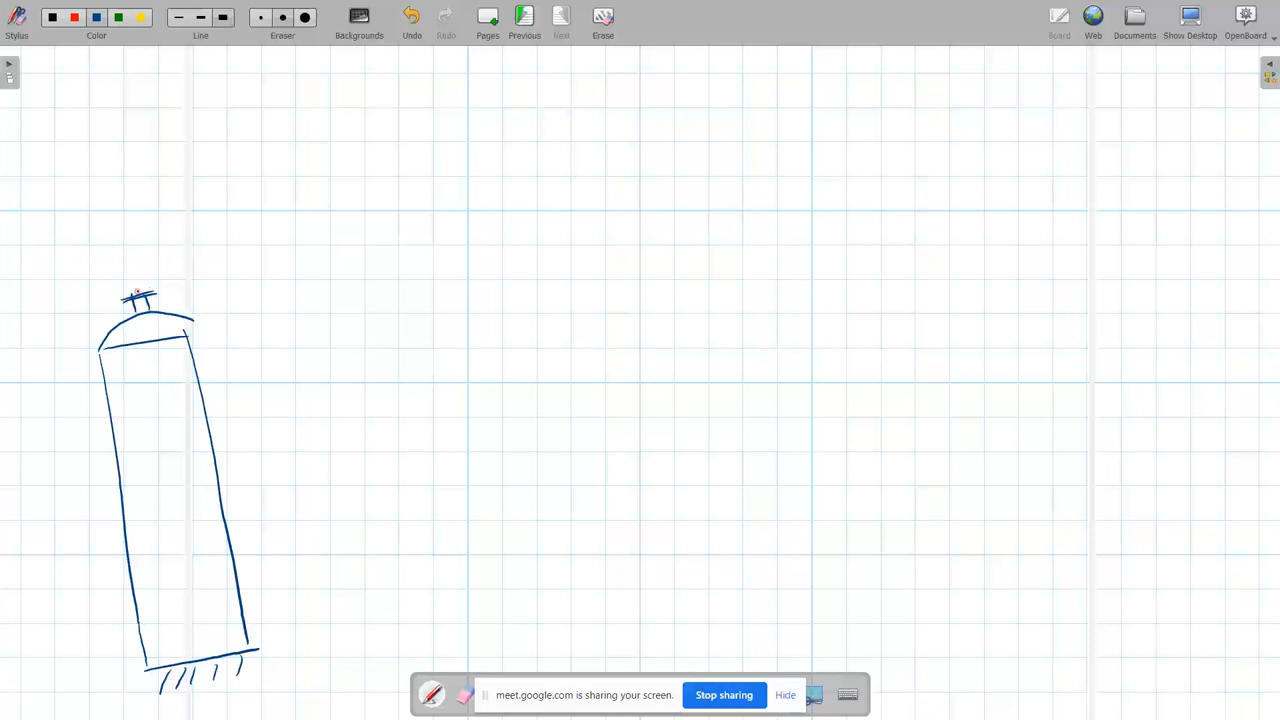 Stylus Color Line Eraser Backgrounds Undo Redo Pages Previous Next Erase Board Web Documents Show Desktop OpenBoard
meet.google.com is sharing your screen. Stop sharing Hide